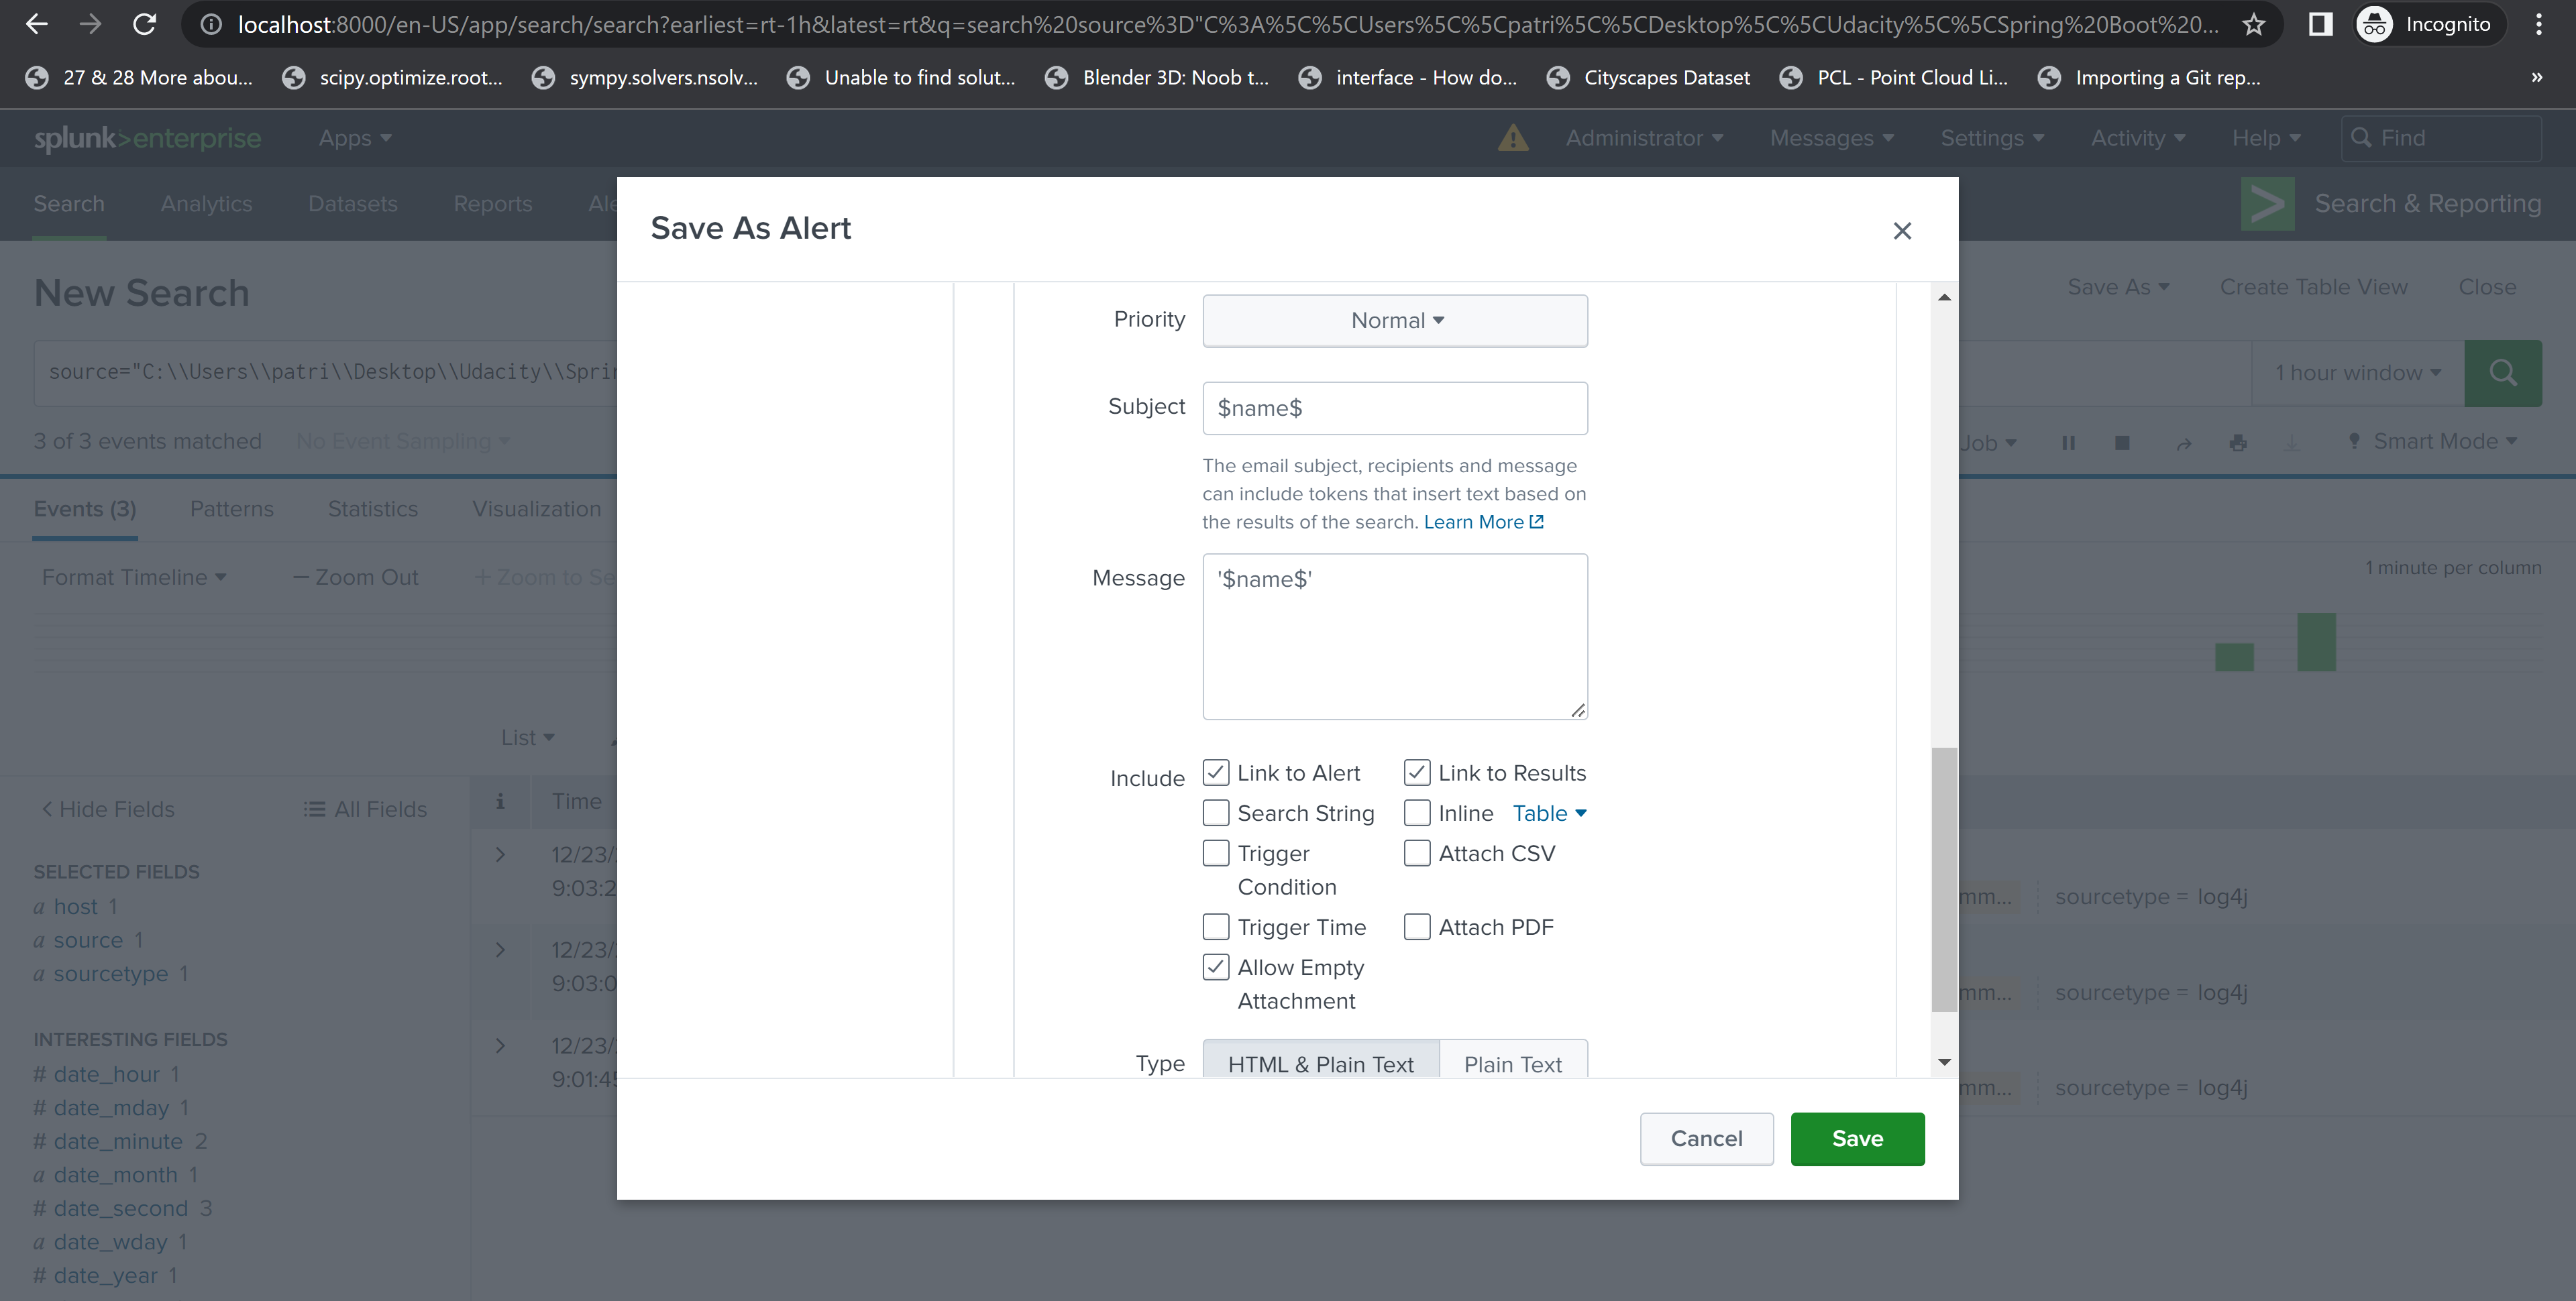 localhost:8000/en-US/app/search/search?earliest=rt-1h&latest=rt&q=search%20source%3D"C%3A%5C%5CUsers%5C%5Cpatri%5C%5CDesktop%5C%5CUdacity%5C%5CSpring%20Boot%20...
Incognito
27 & 28 More abou...
scipy.optimize.root...
sympy.solvers.nsolv...
Unable to find solut...
Blender 3D: Noob t...
interface - How do...
Cityscapes Dataset
PCL - Point Cloud Li...
Importing a Git rep...
»
splunk>enterprise
Apps
Administrator
Messages
Settings
Activity
Help
Find
Search
Analytics
Datasets
Reports
Ale
Search & Reporting
Save As Alert
New Search
Save As
Create Table View
Close
source="C:\\Users\\patri\\Desktop\\Udacity\\Sprin
1 hour window
3 of 3 events matched
No Event Sampling
Job
Smart Mode
Events (3)
Patterns
Statistics
Visualization
Format Timeline
— Zoom Out
+ Zoom to Se
1 minute per column
List
< Hide Fields
All Fields
i
Time
SELECTED FIELDS
a host 1
a source 1
a sourcetype 1
INTERESTING FIELDS
# date_hour 1
# date_mday 1
# date_minute 2
a date_month 1
# date_second 3
a date_wday 1
# date_year 1
12/23/
9:03:2
12/23/
9:03:0
12/23/
9:01:45
mm...
sourcetype = log4j
mm...
sourcetype = log4j
mm...
sourcetype = log4j
Priority
Normal
Subject
$name$
The email subject, recipients and message
can include tokens that insert text based on
the results of the search. Learn More
Message
'$name$'
Include
Link to Alert
Link to Results
Search String
Inline
Table
Trigger
Condition
Attach CSV
Trigger Time
Attach PDF
Allow Empty
Attachment
Type
HTML & Plain Text
Plain Text
Cancel
Save